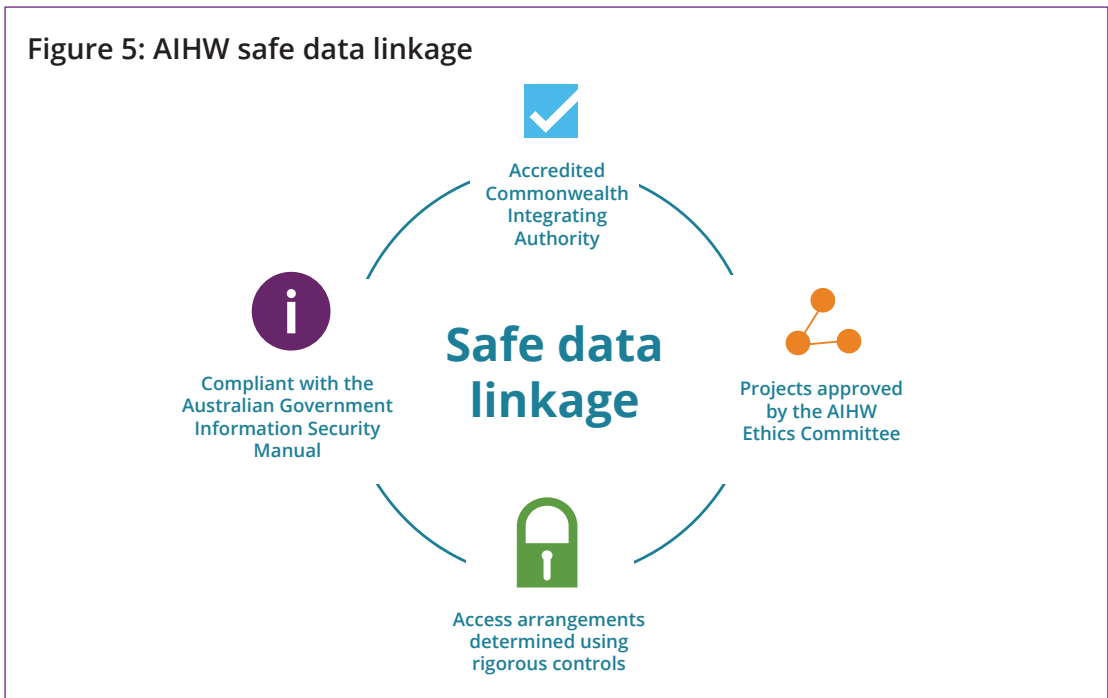 Figure 5: AIHW safe data linkage
Accredited
Commonwealth
Integrating
Authority
i
Compliant with the
Australian Government
Information Security
Manual
Safe data
linkage
Projects approved
by the AIHW
Ethics Committee
Access arrangements
determined using
rigorous controls